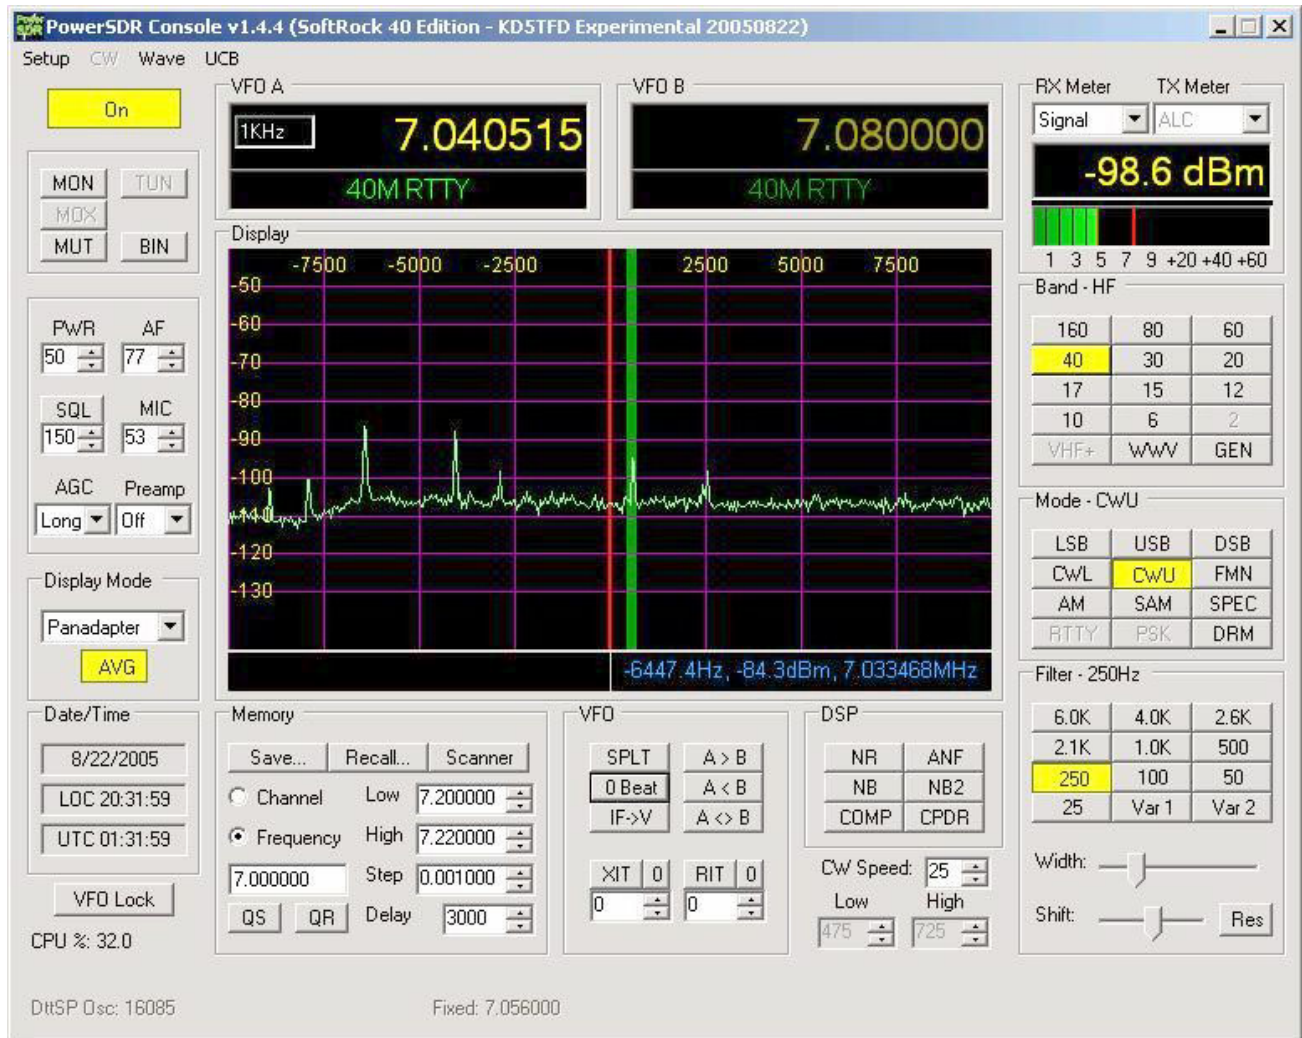 PowerSDR Console v1.4.4 (SoftRock 40 Edition - KD5TFD Experimental 20050822)
Setup CW Wave UCB
On
MON TUN
MOX
MUT BIN
PWR AF
50 77
SQL MIC
150 53
AGC Preamp
Long Off
Display Mode
Panadapter
AVG
Date/Time
8/22/2005
LOC 20:31:59
UTC 01:31:59
VFO Lock
CPU %: 32.0
VFO A
1KHz 7.040515
40M RTTY
VFO B
7.080000
40M RTTY
Display
-7500 -5000 -2500 2500 5000 7500
-50
-60
-70
-80
-90
-100
-110
-120
-130
-6447.4Hz, -84.3dBm, 7.033468MHz
Memory
Save... Recall... Scanner
Channel Low 7.200000
Frequency High 7.220000
7.000000 Step 0.001000
QS QR Delay 3000
VFO
SPLT A > B
0 Beat A < B
IF->V A <> B
XIT 0 RIT 0
0 0
DSP
NR ANF
NB NB2
COMP CPDR
CW Speed: 25
Low High
475 725
RX Meter TX Meter
Signal ALC
-98.6 dBm
1 3 5 7 9 +20 +40 +60
Band - HF
160 80 60
40 30 20
17 15 12
10 6 2
VHF+ WWV GEN
Mode - CWU
LSB USB DSB
CWL CWU FMN
AM SAM SPEC
RTTY PSK DRM
Filter - 250Hz
6.0K 4.0K 2.6K
2.1K 1.0K 500
250 100 50
25 Var 1 Var 2
Width:
Shift: Res
DttSP Osc: 16085 Fixed: 7.056000